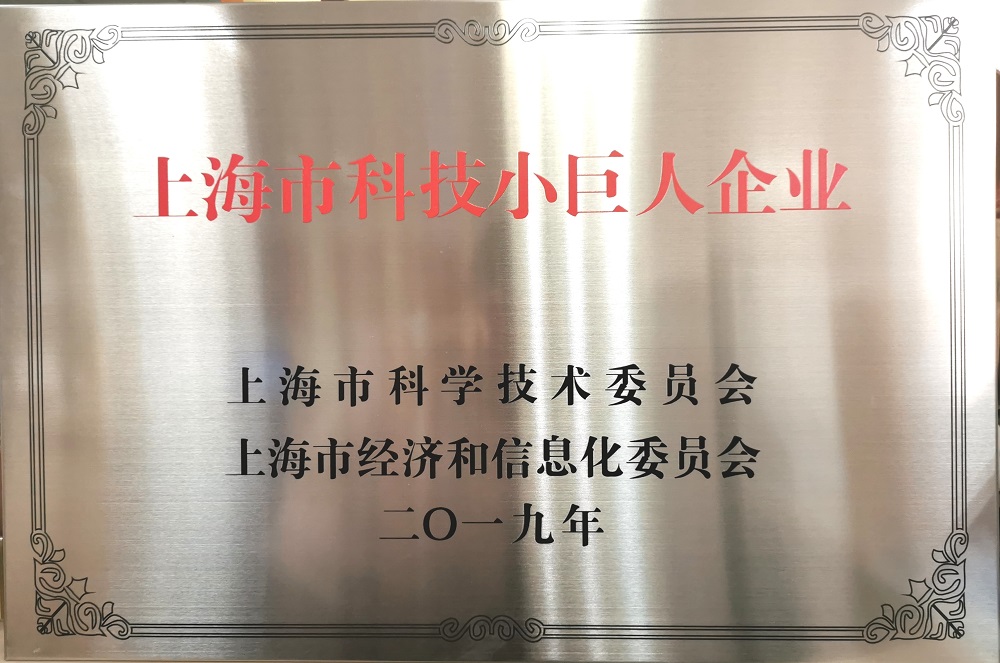 上海市科技小巨人企业
上海市科学技术委员会
上海市经济和信息化委员会
二〇一九年